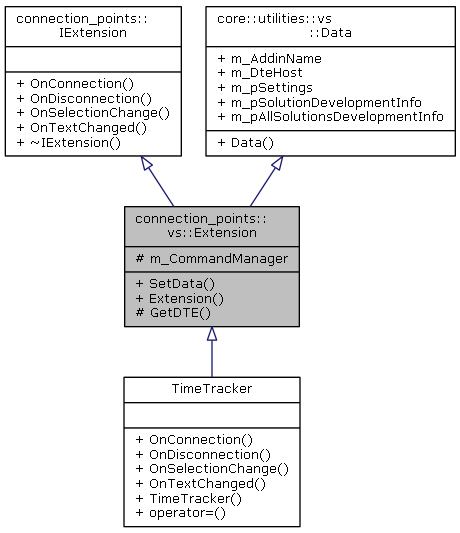 connection_points::
IExtension
+ OnConnection()
+ OnDisconnection()
+ OnSelectionChange()
+ OnTextChanged()
+ ~IExtension()
core::utilities::vs
::Data
+ m_AddinName
+ m_DteHost
+ m_pSettings
+ m_pSolutionDevelopmentInfo
+ m_pAllSolutionsDevelopmentInfo
+ Data()
connection_points::
vs::Extension
# m_CommandManager
+ SetData()
+ Extension()
# GetDTE()
TimeTracker
+ OnConnection()
+ OnDisconnection()
+ OnSelectionChange()
+ OnTextChanged()
+ TimeTracker()
+ operator=()